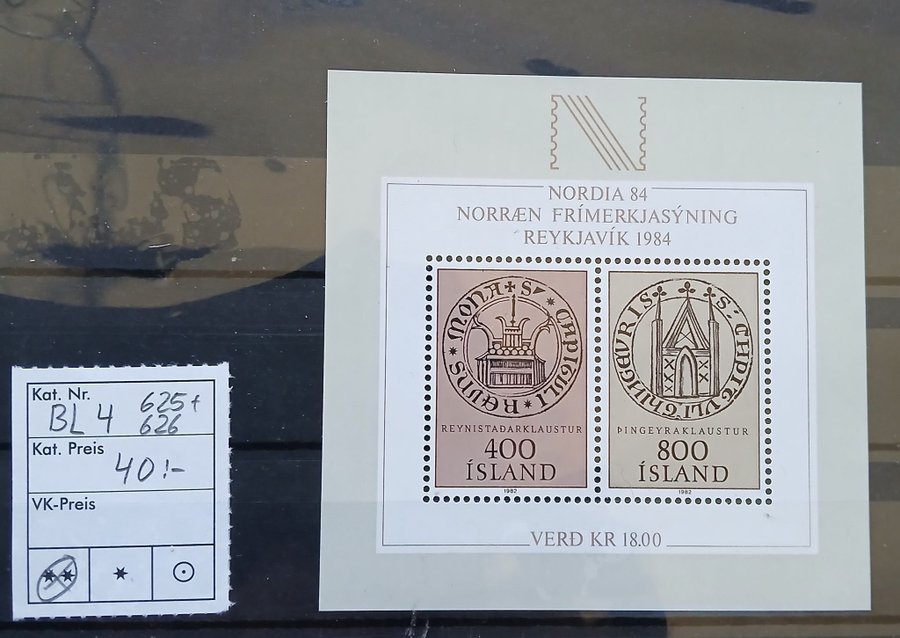 NORDIA 84
NORRÆN FRÍMERKJASÝNING
REYKJAVÍK 1984
REYNISTAÐARKLAUSTUR
400
ÍSLAND
1982
ÞINGEYRAKLAUSTUR
800
ÍSLAND
1982
VERÐ KR 18.00
Kat. Nr.
BL 4 625+
626
Kat. Preis
40:-
VK-Preis